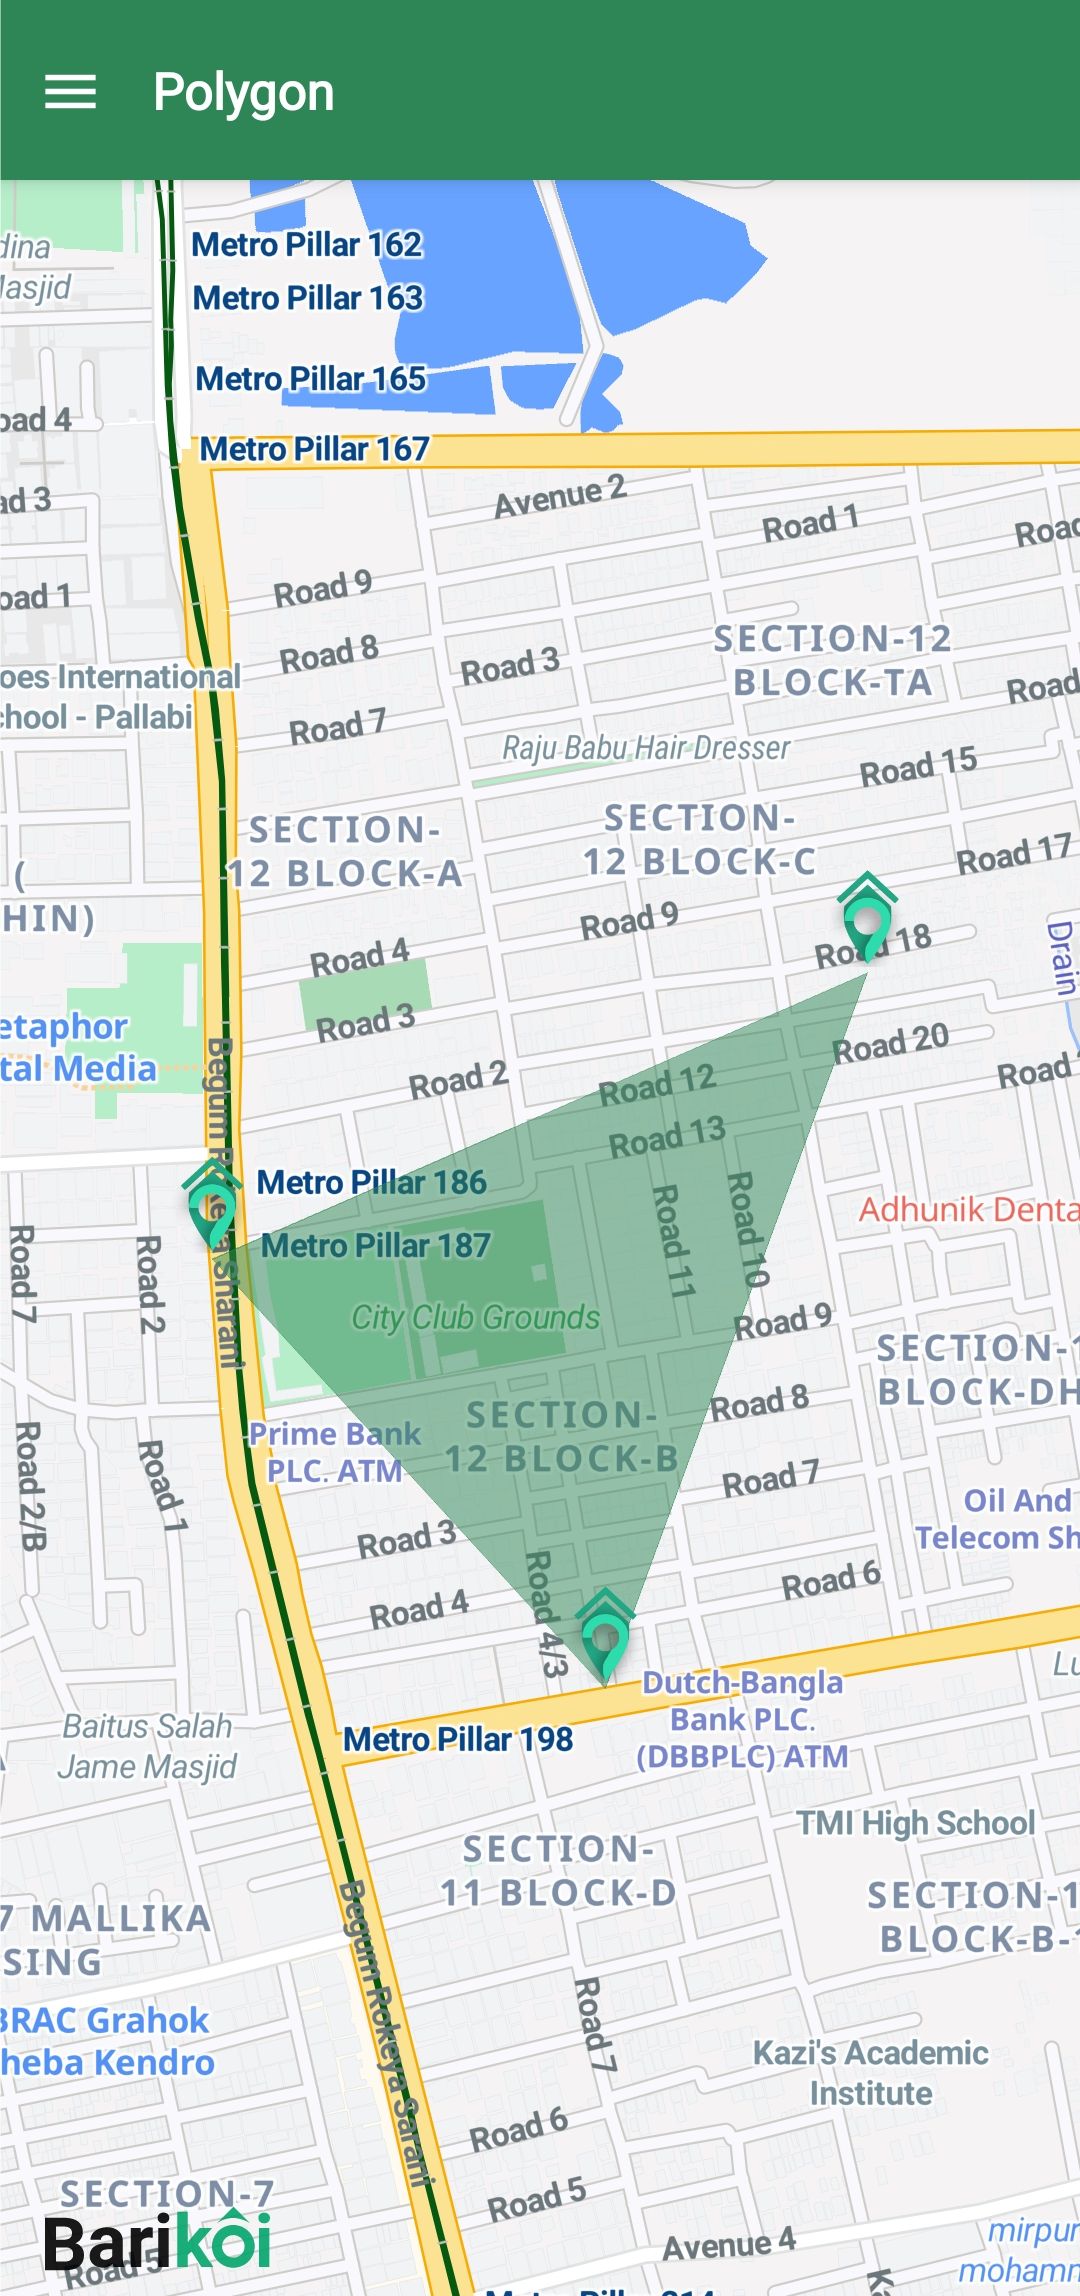 Polygon
dina
Masjid
Metro Pillar 162
Metro Pillar 163
Metro Pillar 165
oad 4
Metro Pillar 167
Avenue 2
ad 3
Road 1
Road
Road 9
oad 1
SECTION-12
BLOCK-TA
Road 8
Road 3
oes International
chool - Pallabi
Road
Road 7
Raju Babu Hair Dresser
Road 15
SECTION-
12 BLOCK-A
SECTION-
12 BLOCK-C
Road 17
(
HIN)
Road 9
Road 18
Drain
Road 4
Road 3
etaphor
tal Media
Road 20
Road
Road 2
Road 12
Road 13
Begum Rokeya Sharani
Metro Pillar 186
Metro Pillar 187
Road 11
Road 10
Adhunik Denta
Road 7
Road 2
City Club Grounds
Road 9
SECTION-1
BLOCK-DH
SECTION-
12 BLOCK-B
Road 8
Prime Bank
PLC. ATM
Road 2/B
Road 1
Road 7
Oil And
Telecom Sh
Road 3
Road 4/3
Road 6
Road 4
Lu
Dutch-Bangla
Bank PLC.
(DBBPLC) ATM
Metro Pillar 198
Baitus Salah
Jame Masjid
TMI High School
SECTION-
11 BLOCK-D
SECTION-1
BLOCK-B-1
7 MALLIKA
SING
Begum Rokeya Sarani
BRAC Grahok
heba Kendro
Road 7
Kazi's Academic
Institute
Road 6
SECTION-7
Road 5
Barikoi
Road 5
Avenue 4
mirpur
mohamm
Ka